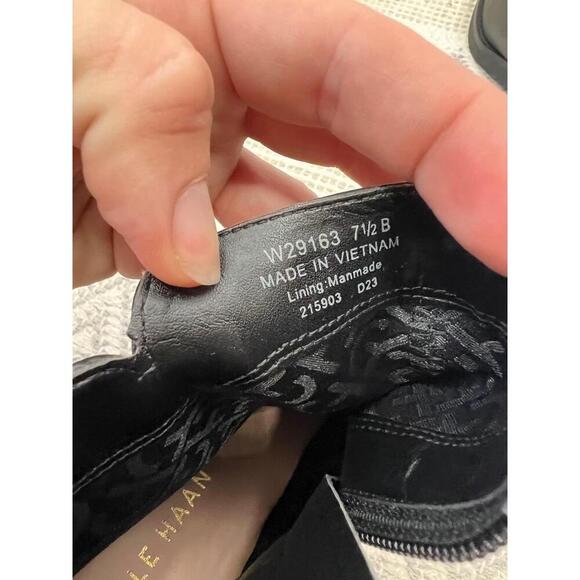 W29163 7½ B
MADE IN VIETNAM
Lining:Manmade
215903 D23
LE HAAN